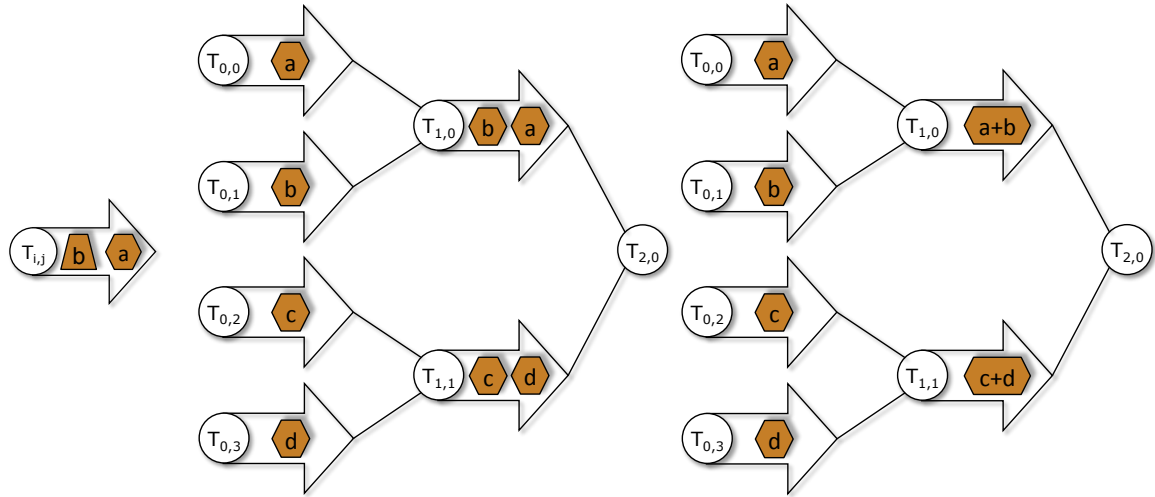 T0,0 a
T1,0 b a
T0,1 b
Ti,j b a
T2,0
T0,2 c
T1,1 c d
T0,3 d
T0,0 a
T1,0 a+b
T0,1 b
T2,0
T0,2 c
T1,1 c+d
T0,3 d